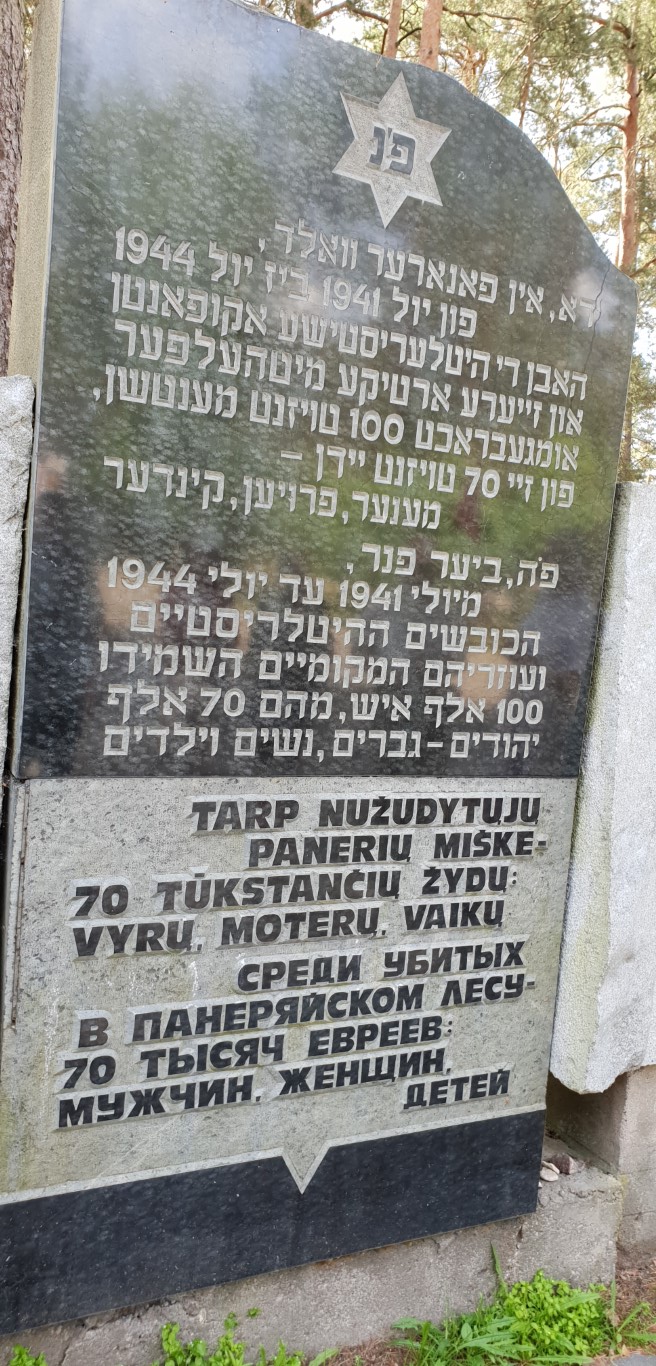 פ״נ
דא, אין פאנארער וואלד,
פון יול 1941 ביז יול 1944
האבן די היטלעריסטישע אקופאנטן
און זייערע ארטיקע מיטהעלפער
אומגעבראכט 100 טויזנט מענטשן,
פון זיי 70 טויזנט יידן –
מענער, פרויען, קינדער
פה, ביער פנר,
מיולי 1941 עד יולי 1944
הכובשים ההיטלריסטיים
ועוזריהם המקומיים השמידו
100 אלף איש, מהם 70 אלף
יהודים – גברים, נשים וילדים
TARP NUŽUDYTŲJŲ
PANERIŲ MIŠKE-
70 TŪKSTANČIŲ ŽYDŲ:
VYRŲ, MOTERŲ, VAIKŲ
СРЕДИ УБИТЫХ
В ПАНЕРЯЙСКОМ ЛЕСУ-
70 ТЫСЯЧ ЕВРЕЕВ:
МУЖЧИН, ЖЕНЩИН,
ДЕТЕЙ